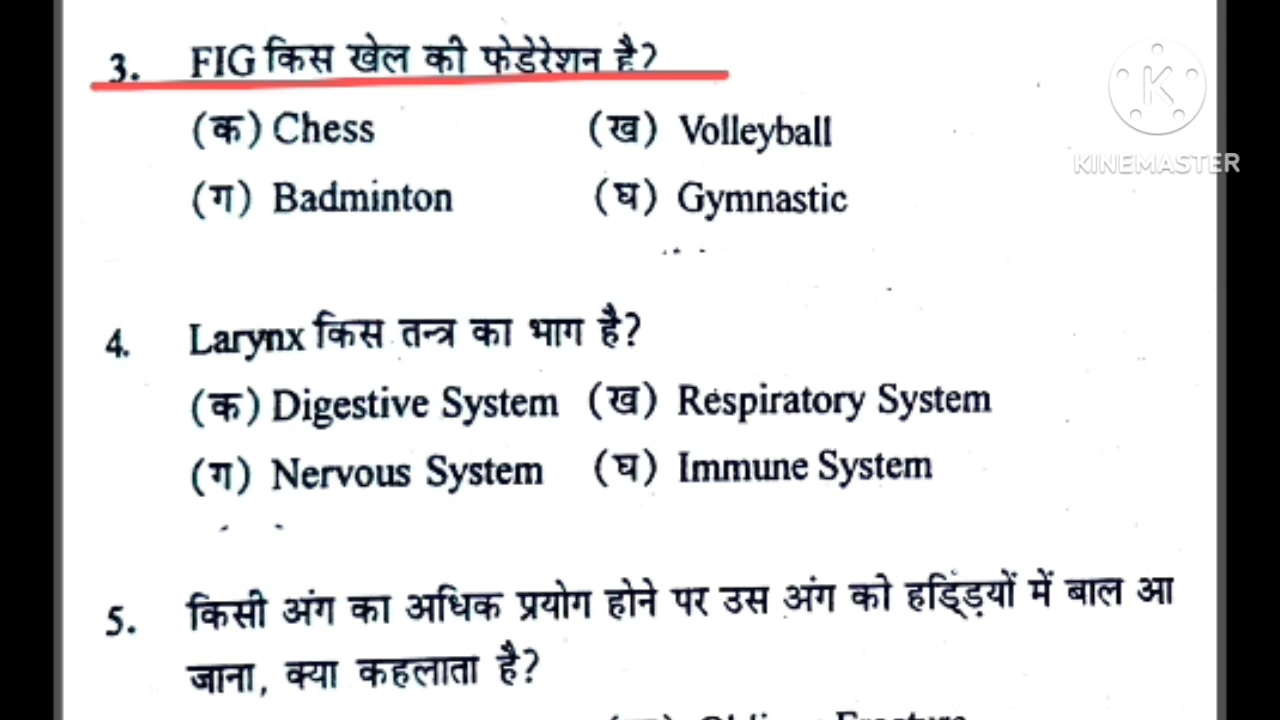 3. FIG किस खेल की फेडेरेशन है?
(क) Chess (ख) Volleyball
(ग) Badminton (घ) Gymnastic
K
KINEMASTER
4. Larynx किस तन्त्र का भाग है?
(क) Digestive System (ख) Respiratory System
(ग) Nervous System (घ) Immune System
5. किसी अंग का अधिक प्रयोग होने पर उस अंग को हड्डियों में बाल आ
जाना, क्या कहलाता है?